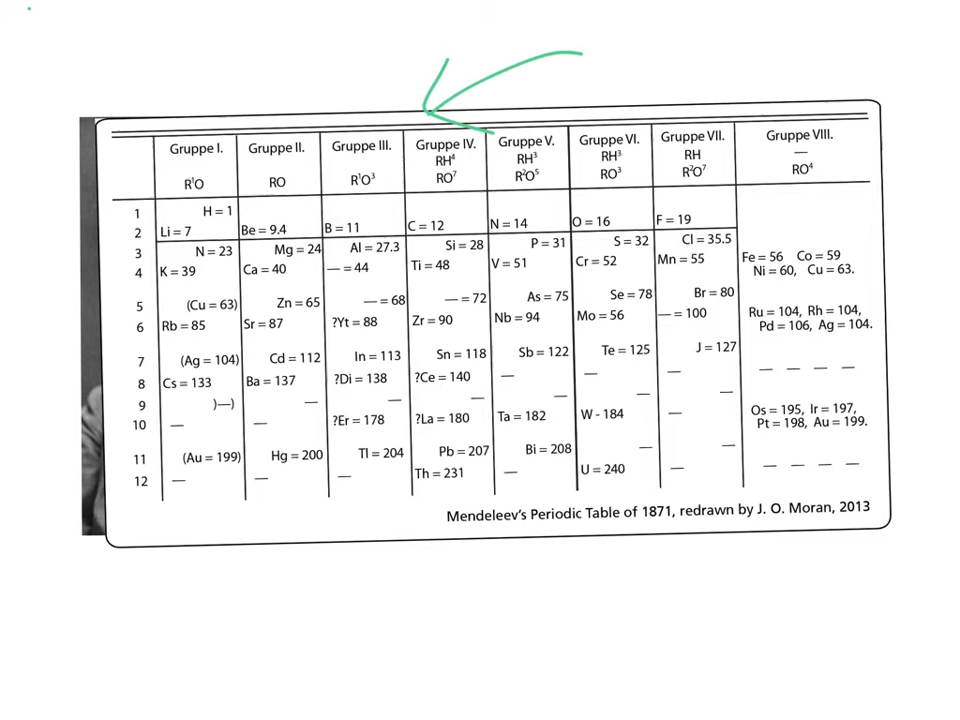 Gruppe I. Gruppe II. Gruppe III. Gruppe IV. Gruppe V. Gruppe VI. Gruppe VII. Gruppe VIII.
RH⁴ RH³ RH³ RH —
R¹O RO R¹O³ RO⁷ R²O⁵ RO³ R²O⁷ RO⁴
1 H = 1
2 Li = 7 Be = 9.4 B = 11 C = 12 N = 14 O = 16 F = 19
3 N = 23 Mg = 24 Al = 27.3 Si = 28 P = 31 S = 32 Cl = 35.5
4 K = 39 Ca = 40 — = 44 Ti = 48 V = 51 Cr = 52 Mn = 55 Fe = 56 Co = 59
Ni = 60, Cu = 63.
5 (Cu = 63) Zn = 65 — = 68 — = 72 As = 75 Se = 78 Br = 80
6 Rb = 85 Sr = 87 ?Yt = 88 Zr = 90 Nb = 94 Mo = 56 — = 100 Ru = 104, Rh = 104,
Pd = 106, Ag = 104.
7 (Ag = 104) Cd = 112 In = 113 Sn = 118 Sb = 122 Te = 125 J = 127
8 Cs = 133 Ba = 137 ?Di = 138 ?Ce = 140 — — — — — — —
9 )—) — — — — — —
10 — — ?Er = 178 ?La = 180 Ta = 182 W - 184 — Os = 195, Ir = 197,
Pt = 198, Au = 199.
11 (Au = 199) Hg = 200 Tl = 204 Pb = 207 Bi = 208 — —
12 — — — Th = 231 — U = 240 — — — — —
Mendeleev's Periodic Table of 1871, redrawn by J. O. Moran, 2013